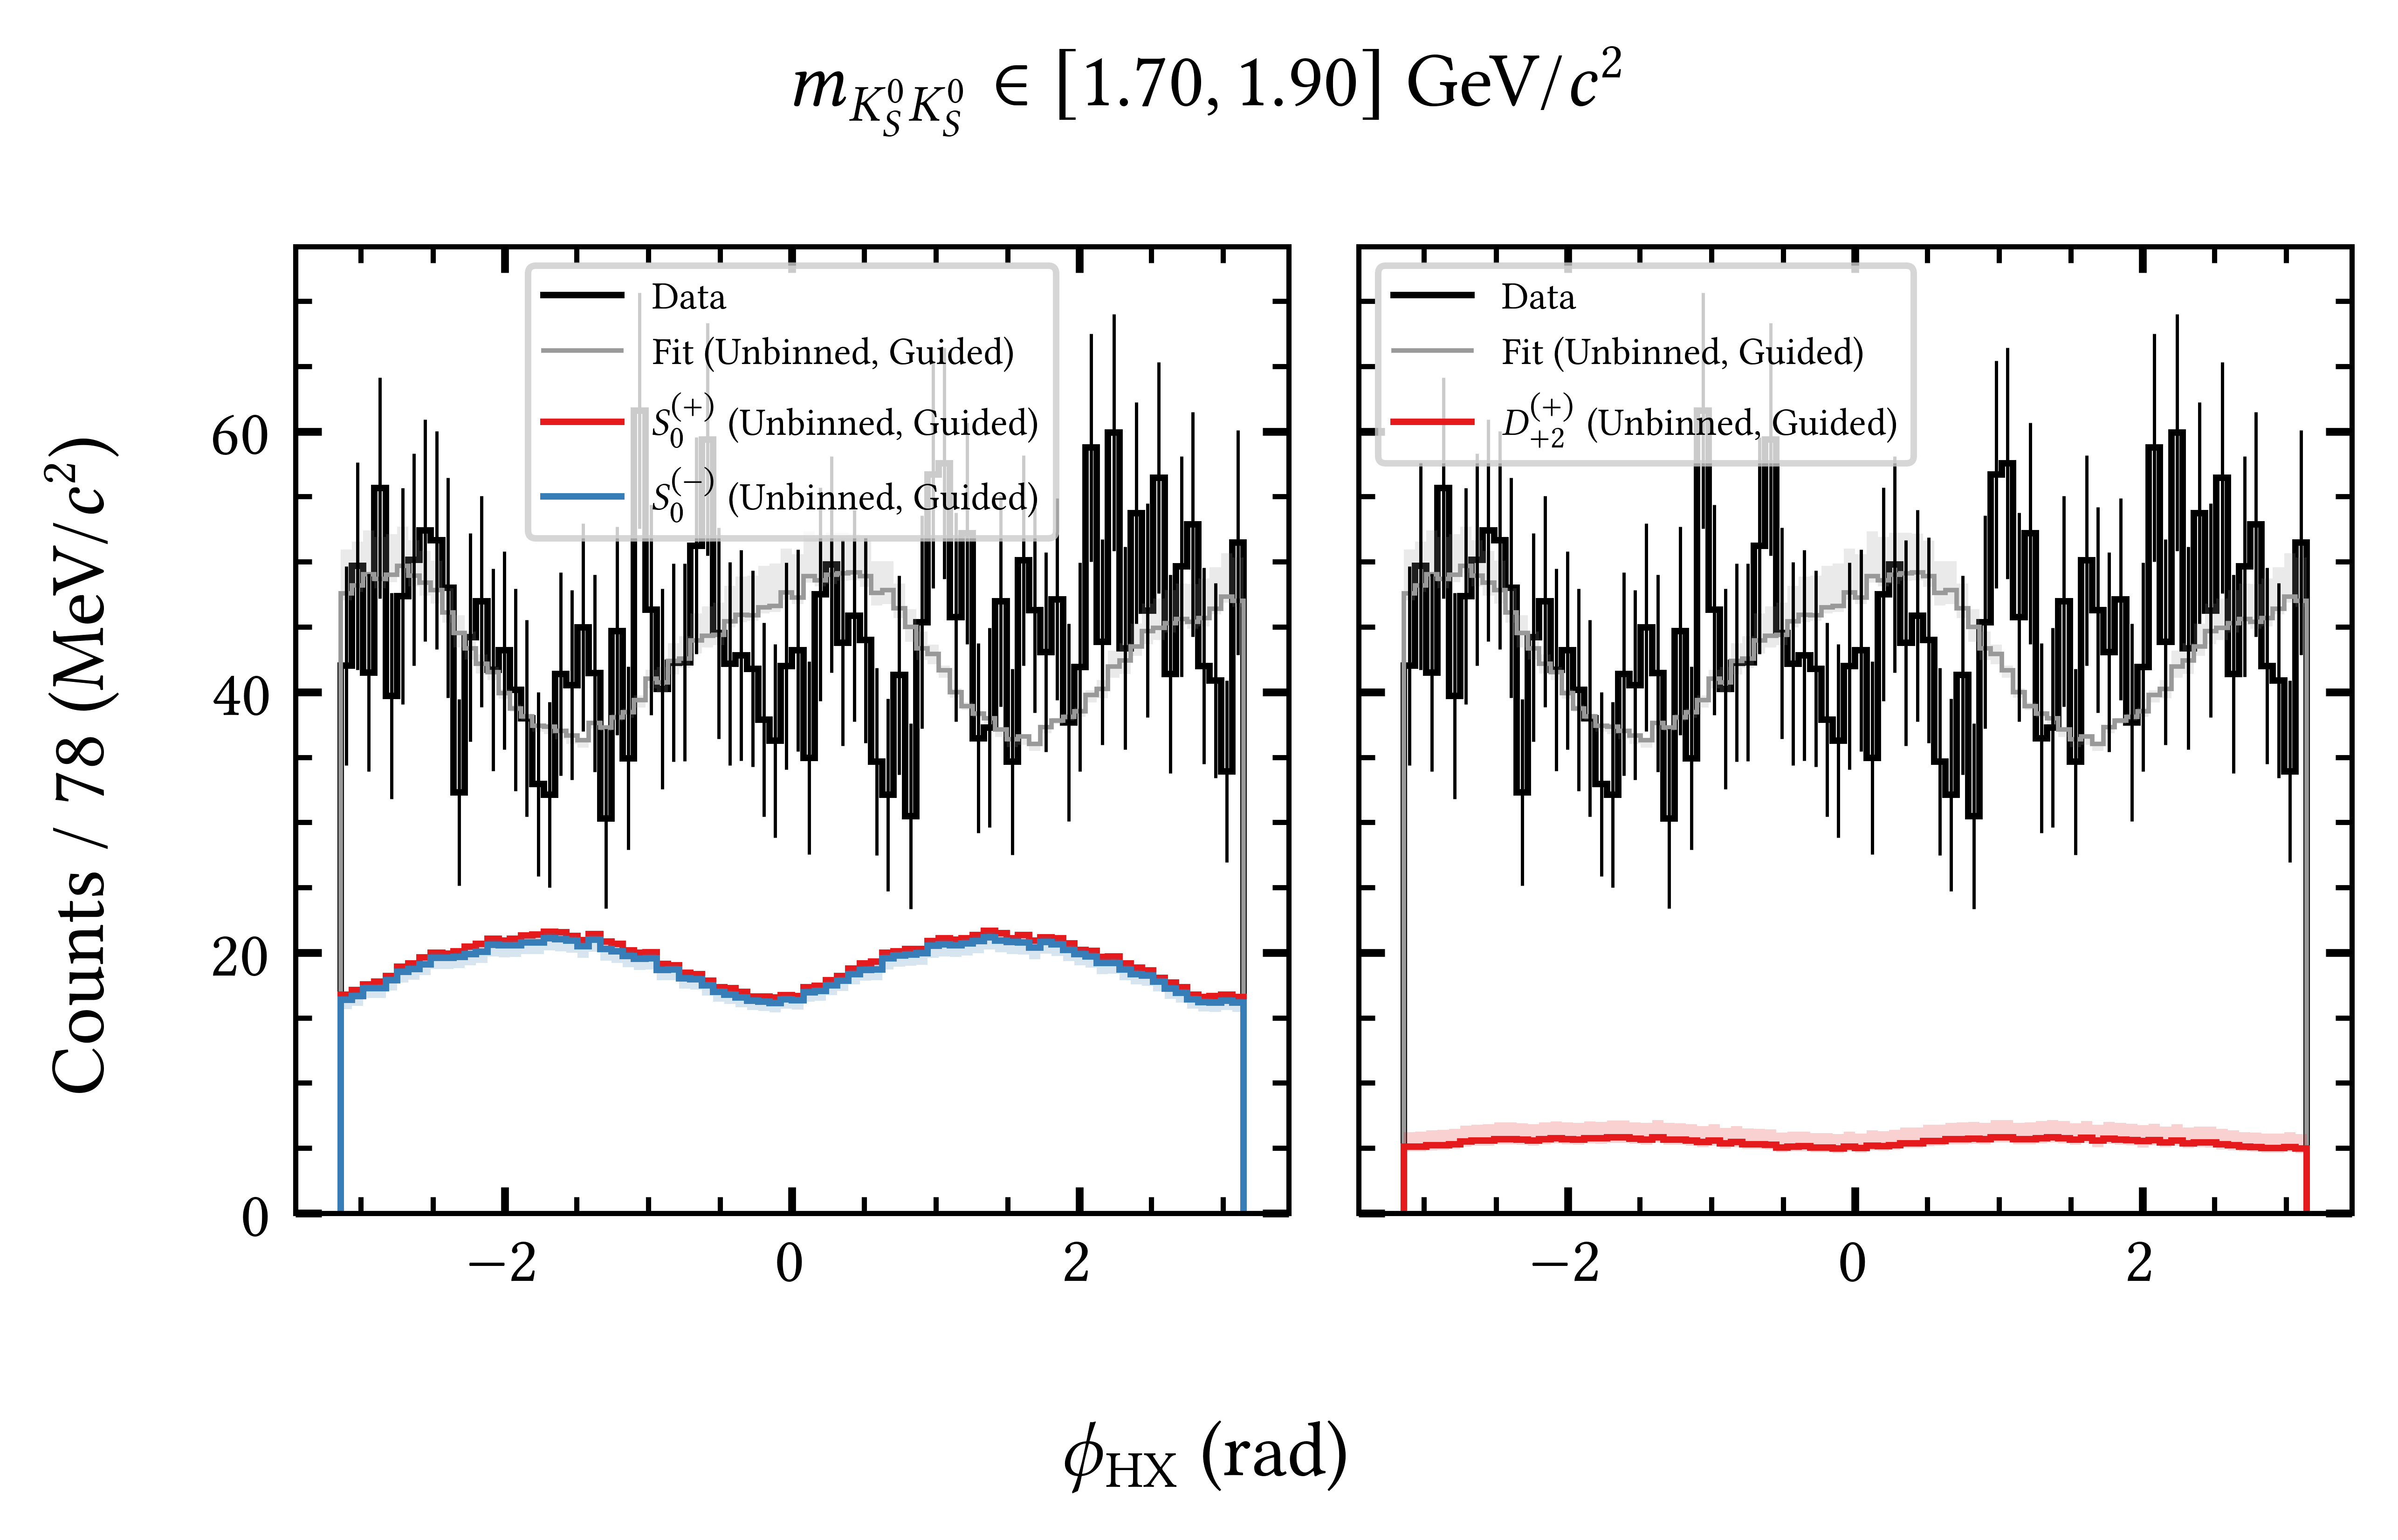 m_{K_S^0 K_S^0} ∈ [1.70, 1.90] GeV/c²
Data
Fit (Unbinned, Guided)
S_0^{(+)} (Unbinned, Guided)
S_0^{(−)} (Unbinned, Guided)
Data
Fit (Unbinned, Guided)
D_{+2}^{(+)} (Unbinned, Guided)
Counts / 78 (MeV/c²)
60
40
20
0
−2 0 2
−2 0 2
ϕ_{HX} (rad)